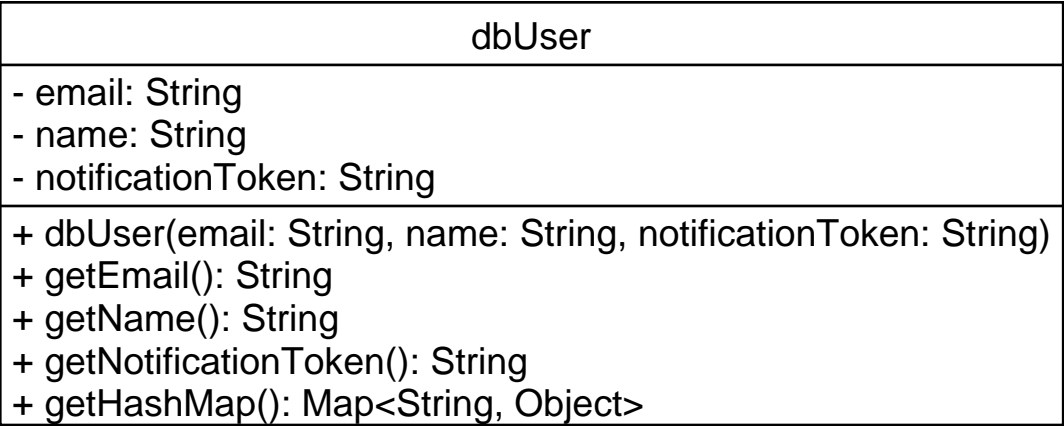 dbUser
- email: String
- name: String
- notificationToken: String
+ dbUser(email: String, name: String, notificationToken: String)
+ getEmail(): String
+ getName(): String
+ getNotificationToken(): String
+ getHashMap(): Map<String, Object>